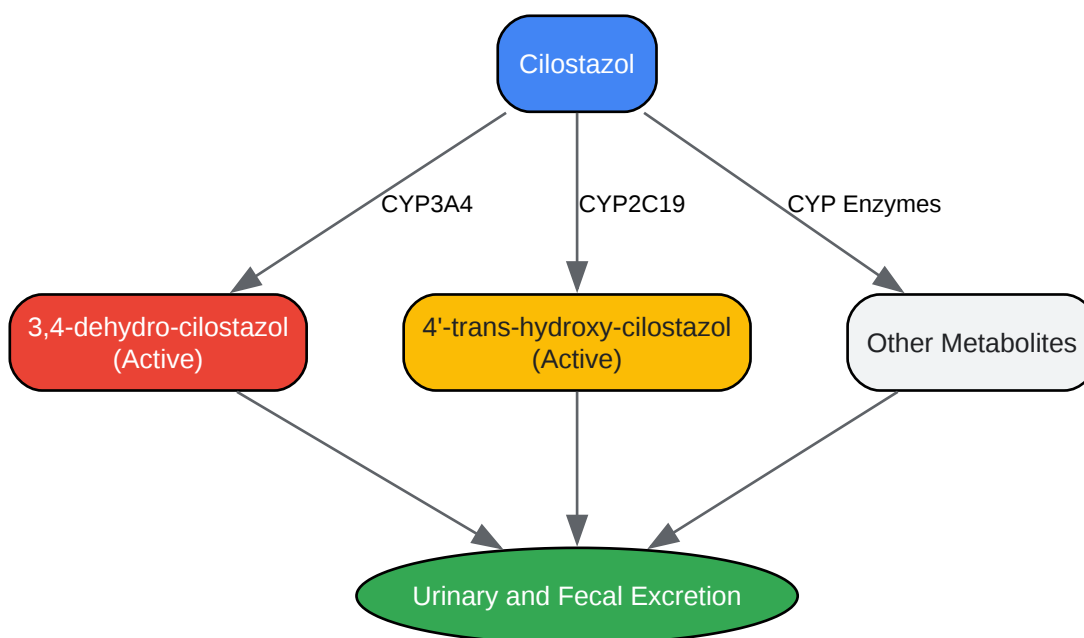 Cilostazol
CYP3A4
CYP2C19
CYP Enzymes
3,4-dehydro-cilostazol
(Active)
4'-trans-hydroxy-cilostazol
(Active)
Other Metabolites
Urinary and Fecal Excretion